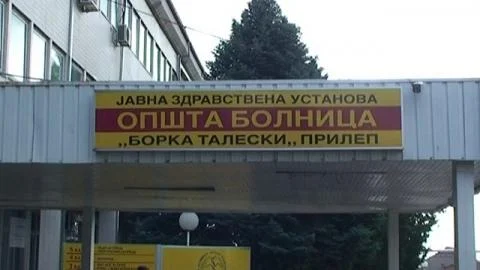 ЈАВНА ЗДРАВСТВЕНА УСТАНОВА
ОПШТА БОЛНИЦА
,,БОРКА ТАЛЕСКИ,, ПРИЛЕП